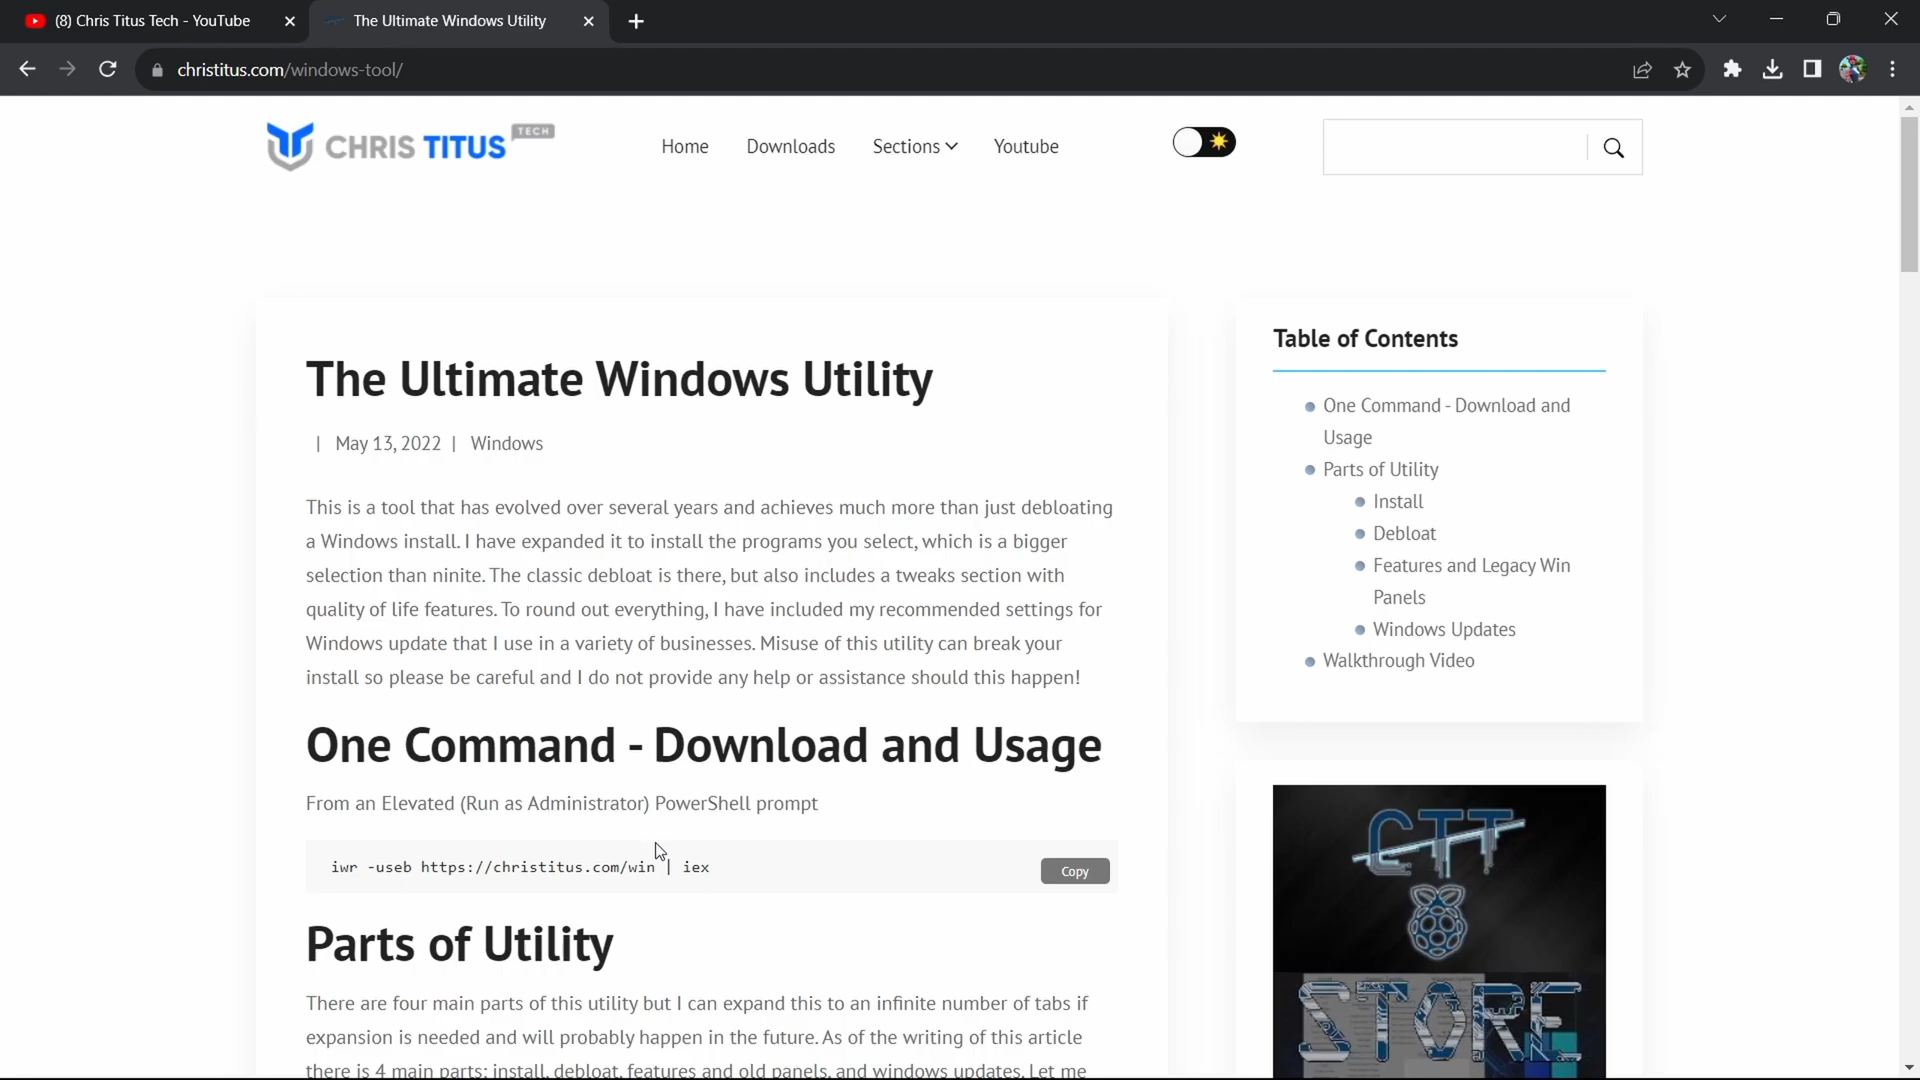 (8) Chris Titus Tech - YouTube
The Ultimate Windows Utility
christitus.com/windows-tool/
CHRIS TITUS TECH
Home
Downloads
Sections
Youtube
The Ultimate Windows Utility
| May 13, 2022 | Windows
This is a tool that has evolved over several years and achieves much more than just debloating
a Windows install. I have expanded it to install the programs you select, which is a bigger
selection than ninite. The classic debloat is there, but also includes a tweaks section with
quality of life features. To round out everything, I have included my recommended settings for
Windows update that I use in a variety of businesses. Misuse of this utility can break your
install so please be careful and I do not provide any help or assistance should this happen!
One Command - Download and Usage
From an Elevated (Run as Administrator) PowerShell prompt
iwr -useb https://christitus.com/win | iex
Copy
Parts of Utility
There are four main parts of this utility but I can expand this to an infinite number of tabs if
expansion is needed and will probably happen in the future. As of the writing of this article
there is 4 main parts: install, debloat, features and old panels, and windows updates. Let me
Table of Contents
One Command - Download and
Usage
Parts of Utility
Install
Debloat
Features and Legacy Win
Panels
Windows Updates
Walkthrough Video
CTT
STORE